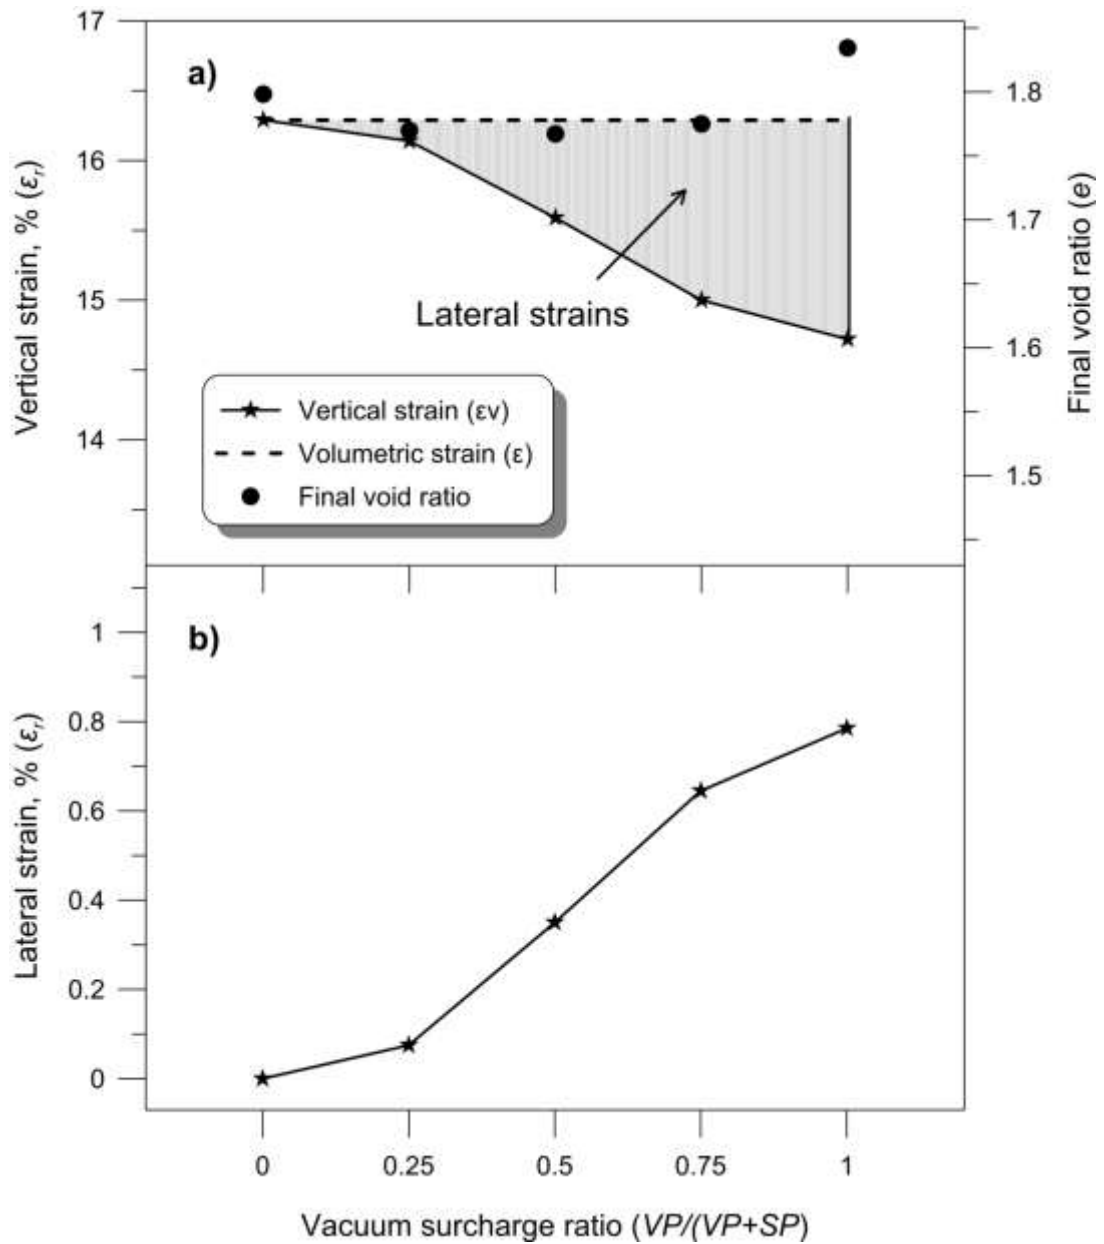 a)
17
16
15
14
Vertical strain, % (εᵣ)
1.8
1.7
1.6
1.5
Final void ratio (e)
Lateral strains
Vertical strain (εv)
Volumetric strain (ε)
Final void ratio
b)
1
0.8
0.6
0.4
0.2
0
Lateral strain, % (εᵣ)
0 0.25 0.5 0.75 1
Vacuum surcharge ratio (VP/(VP+SP)